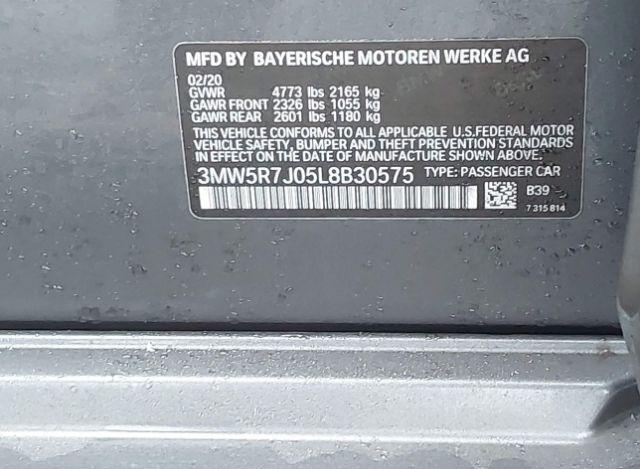 MFD BY BAYERISCHE MOTOREN WERKE AG
02/20
GVWR 4773 lbs 2165 kg
GAWR FRONT 2326 lbs 1055 kg
GAWR REAR 2601 lbs 1180 kg
THIS VEHICLE CONFORMS TO ALL APPLICABLE U.S.FEDERAL MOTOR
VEHICLE SAFETY, BUMPER AND THEFT PREVENTION STANDARDS
IN EFFECT ON THE DATE OF MANUFACTURE SHOWN ABOVE.
3MW5R7J05L8B30575 TYPE: PASSENGER CAR
B39
7 315 814